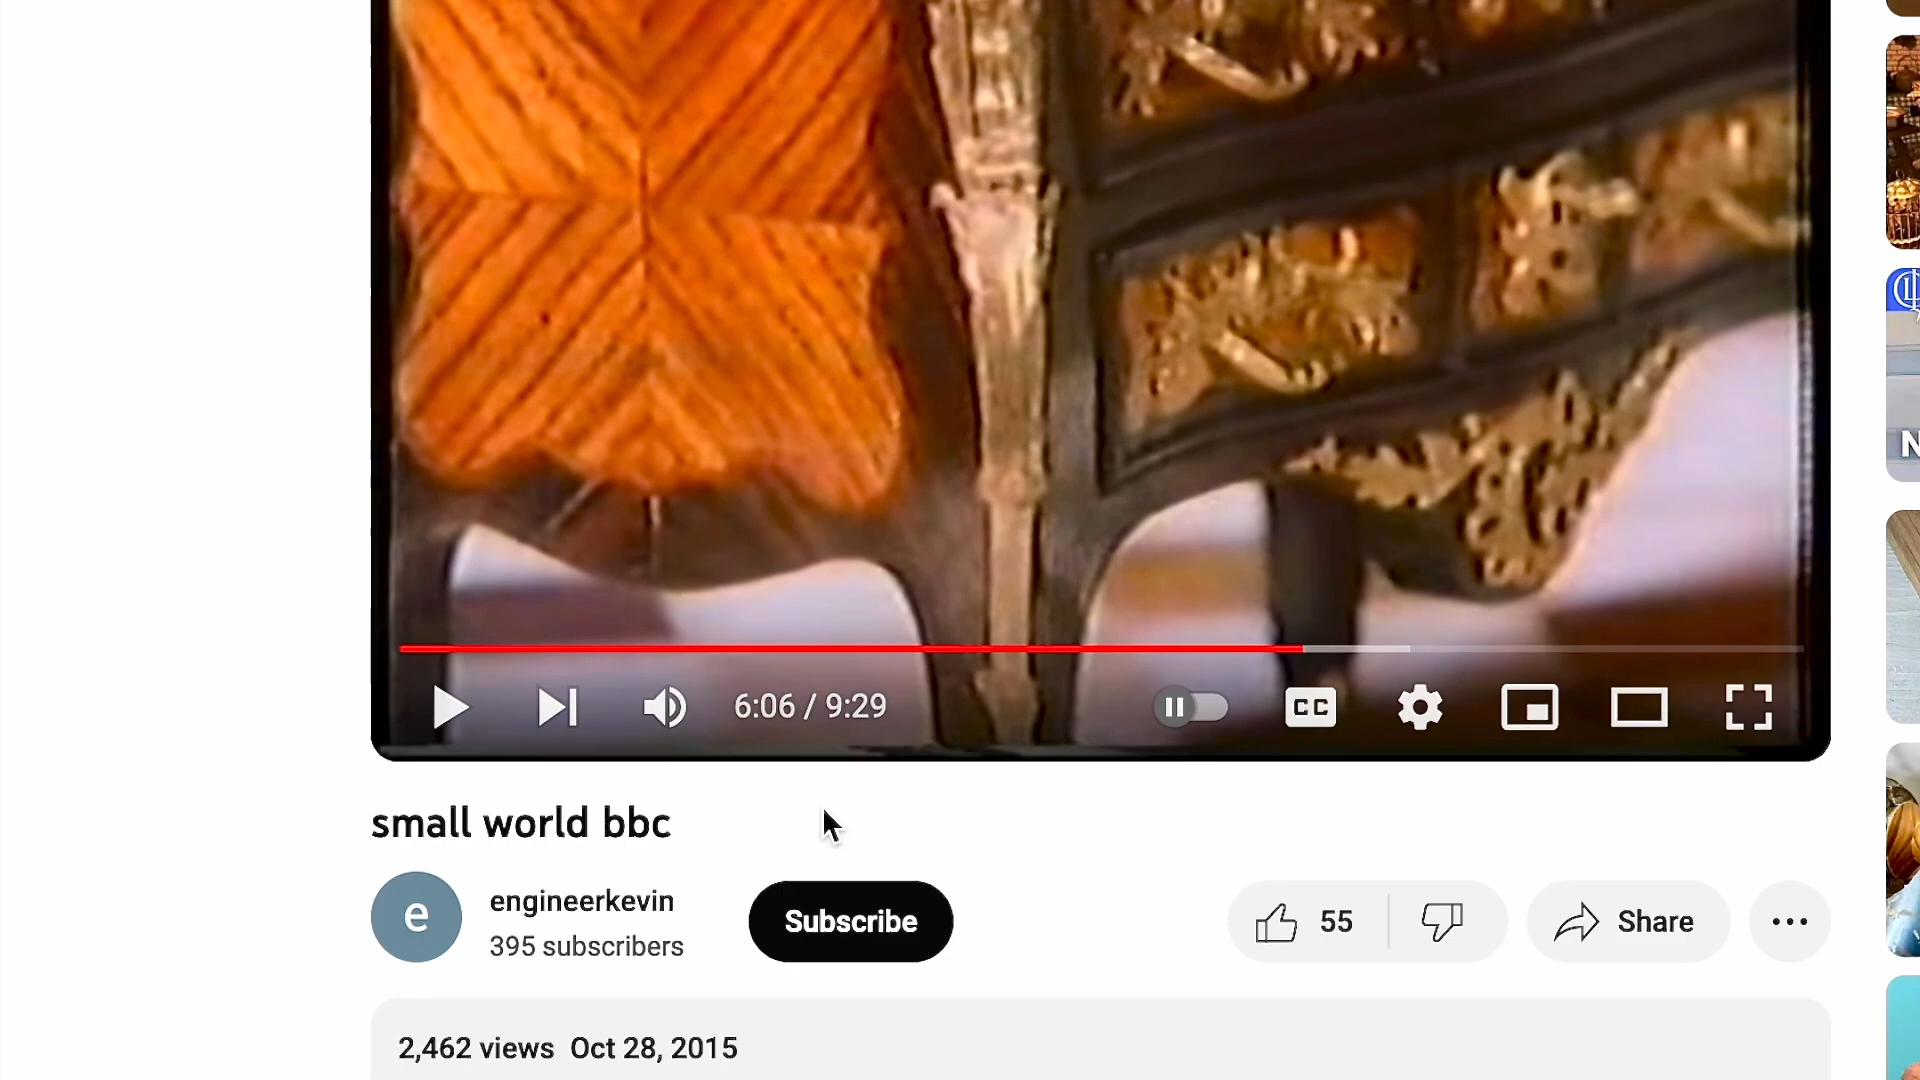 6:06 / 9:29
CC
small world bbc
e
engineerkevin
395 subscribers
Subscribe
55
Share
2,462 views Oct 28, 2015
N